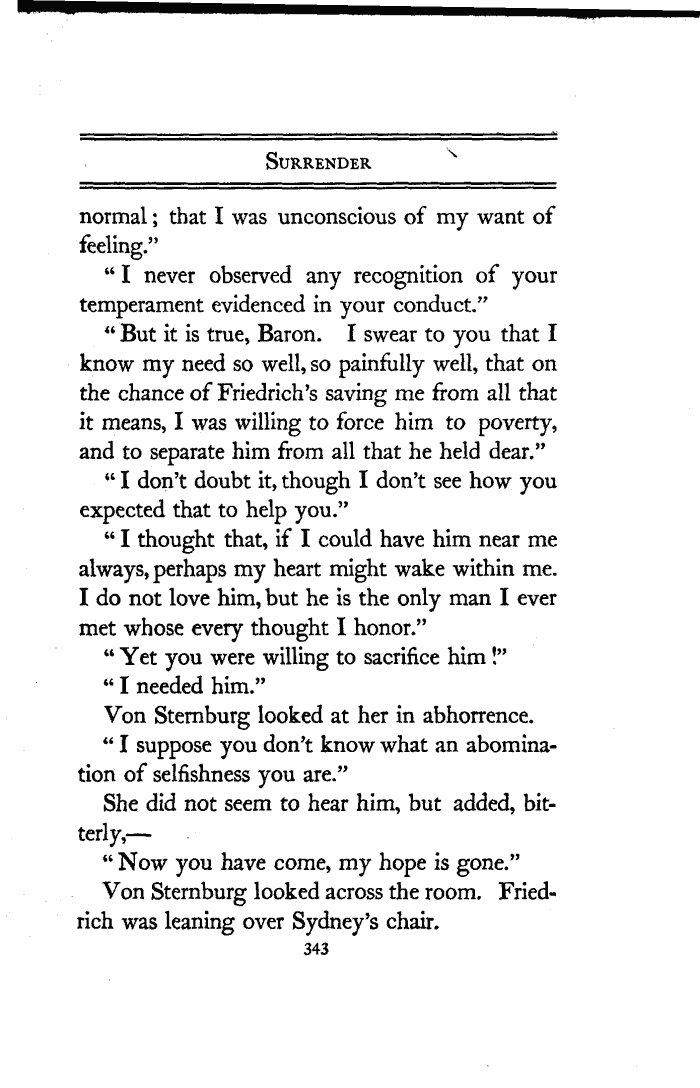 SURRENDER
normal; that I was unconscious of my want of
feeling."
"I never observed any recognition of your
temperament evidenced in your conduct."
"But it is true, Baron. I swear to you that I
know my need so well, so painfully well, that on
the chance of Friedrich's saving me from all that
it means, I was willing to force him to poverty,
and to separate him from all that he held dear."
"I don't doubt it, though I don't see how you
expected that to help you."
"I thought that, if I could have him near me
always, perhaps my heart might wake within me.
I do not love him, but he is the only man I ever
met whose every thought I honor."
"Yet you were willing to sacrifice him!"
"I needed him."
Von Sternburg looked at her in abhorrence.
"I suppose you don't know what an abomina-
tion of selfishness you are."
She did not seem to hear him, but added, bit-
terly,—
"Now you have come, my hope is gone."
Von Sternburg looked across the room. Fried-
rich was leaning over Sydney's chair.
343